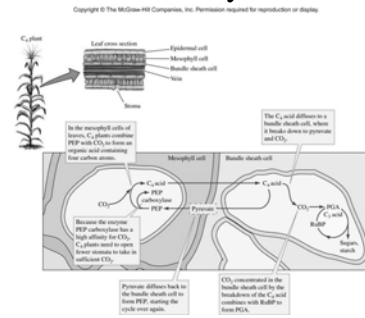 Copyright © The McGraw-Hill Companies, Inc. Permission required for reproduction or display.
C4 plant
Leaf cross section
Epidermal cell
Mesophyll cell
Bundle sheath cell
Vein
Stoma
In the mesophyll cells of
leaves, C4 plants combine
PEP with CO2 to form an
organic acid containing
four carbon atoms.
The C4 acid diffuses to a
bundle sheath cell, where
it breaks down to pyruvate
and CO2.
Mesophyll cell
Bundle sheath cell
C4 acid
PEP
carboxylase
PEP
CO2
Pyruvate
C4 acid
CO2
PGA
C3 acid
RuBP
Sugars,
starch
Because the enzyme
PEP carboxylase has a
high affinity for CO2,
C4 plants need to open
fewer stomata to take in
sufficient CO2.
Pyruvate diffuses back to
the bundle sheath cell to
form PEP, starting the
cycle over again.
CO2 concentrated in the
bundle sheath cell by the
breakdown of the C4 acid
combines with RuBP to
form PGA.